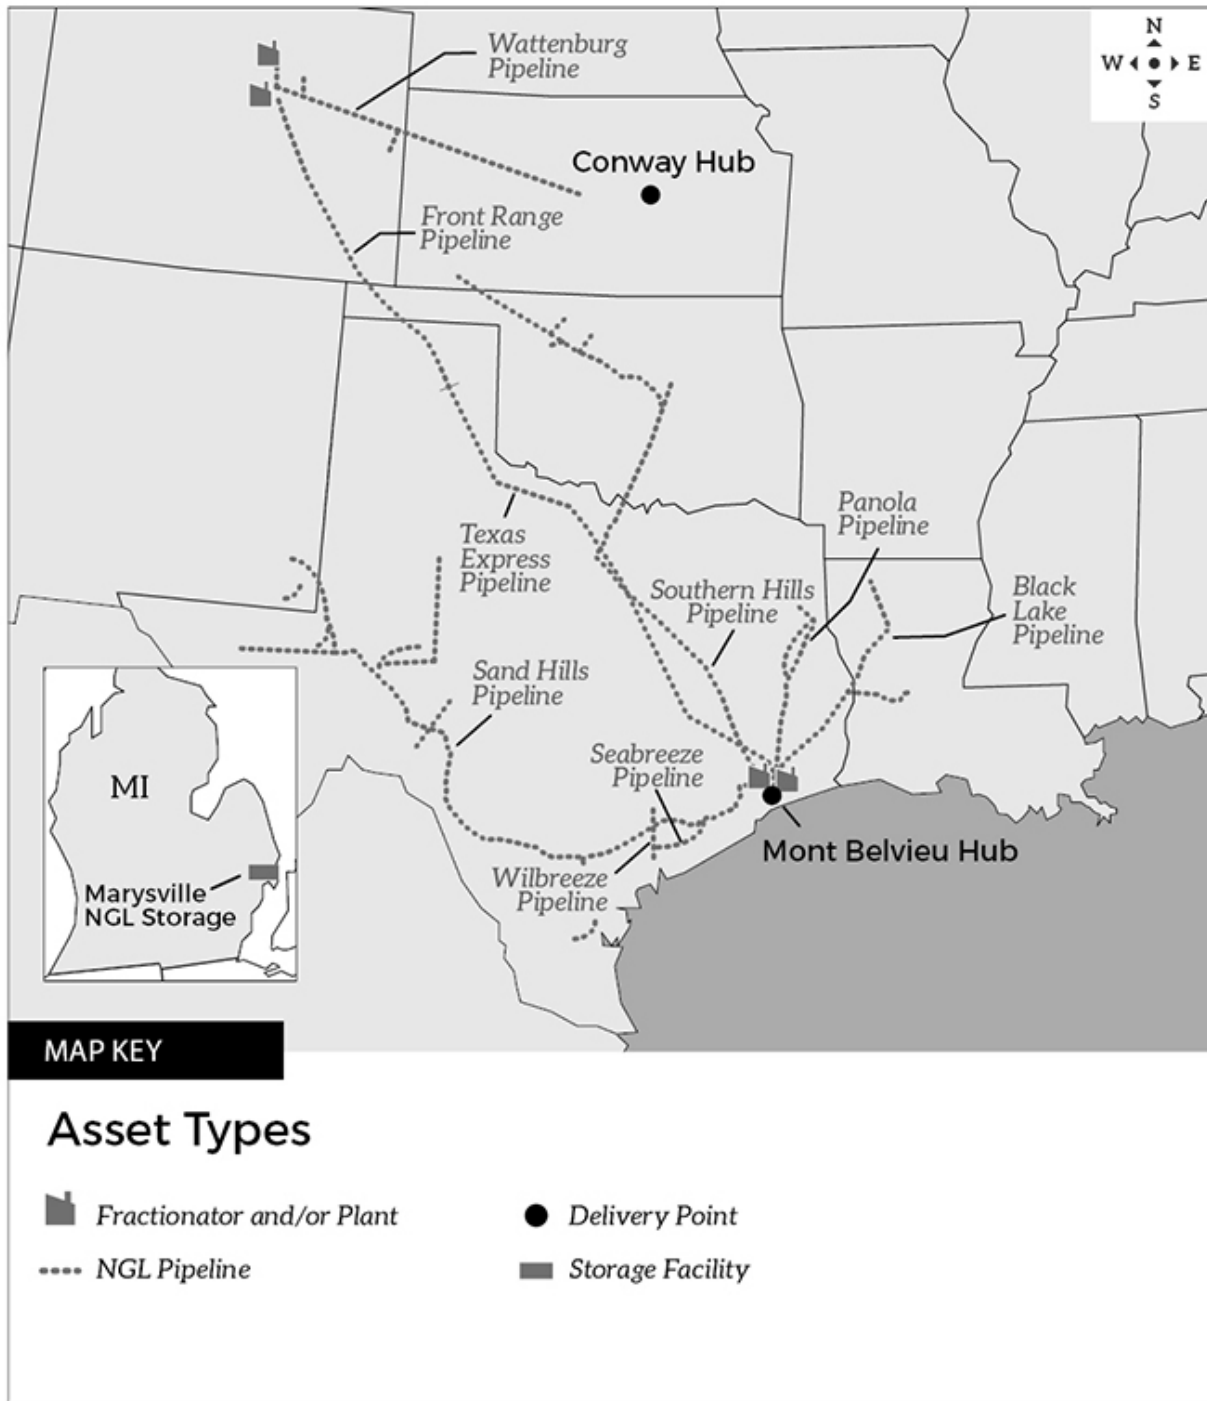 N
W E
S
Wattenburg
Pipeline
Conway Hub
Front Range
Pipeline
Panola
Pipeline
Texas
Express
Pipeline
Southern Hills
Pipeline
Black
Lake
Pipeline
Sand Hills
Pipeline
Seabreeze
Pipeline
MI
Mont Belvieu Hub
Wilbreeze
Pipeline
Marysville
NGL Storage
MAP KEY
Asset Types
Fractionator and/or Plant
Delivery Point
NGL Pipeline
Storage Facility